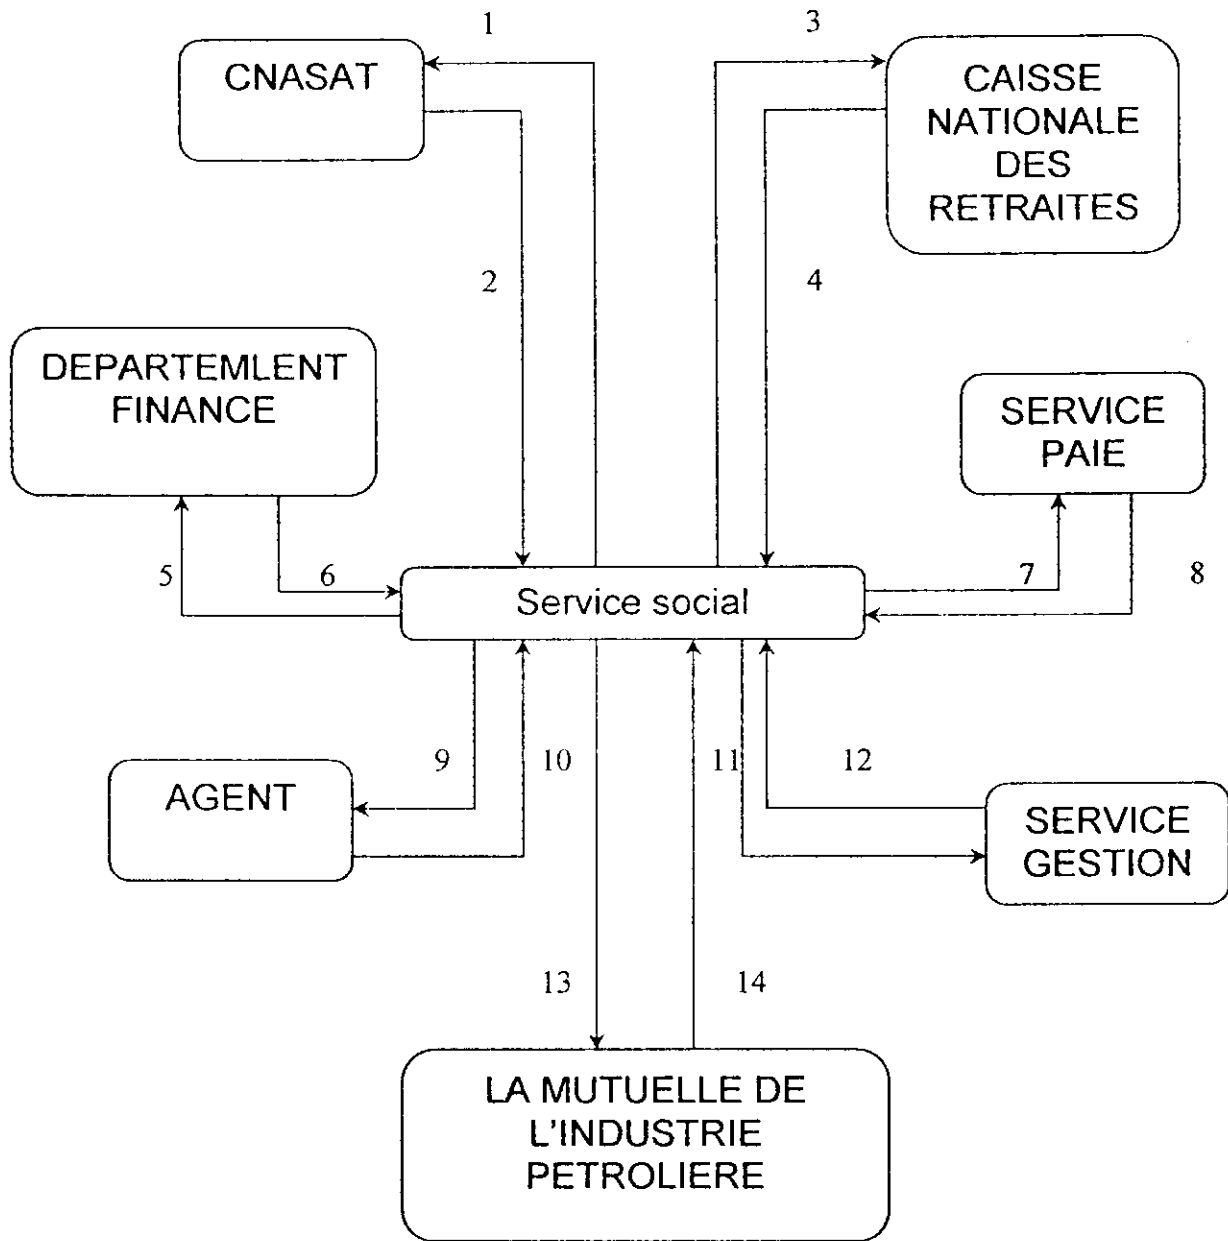 1
3
CNASAT
CAISSE
NATIONALE
DES
RETRAITES
2
4
DEPARTEMLENT
FINANCE
SERVICE
PAIE
5
6
Service social
7
8
9
10
11
12
AGENT
SERVICE
GESTION
13
14
LA MUTUELLE DE
L'INDUSTRIE
PETROLIERE